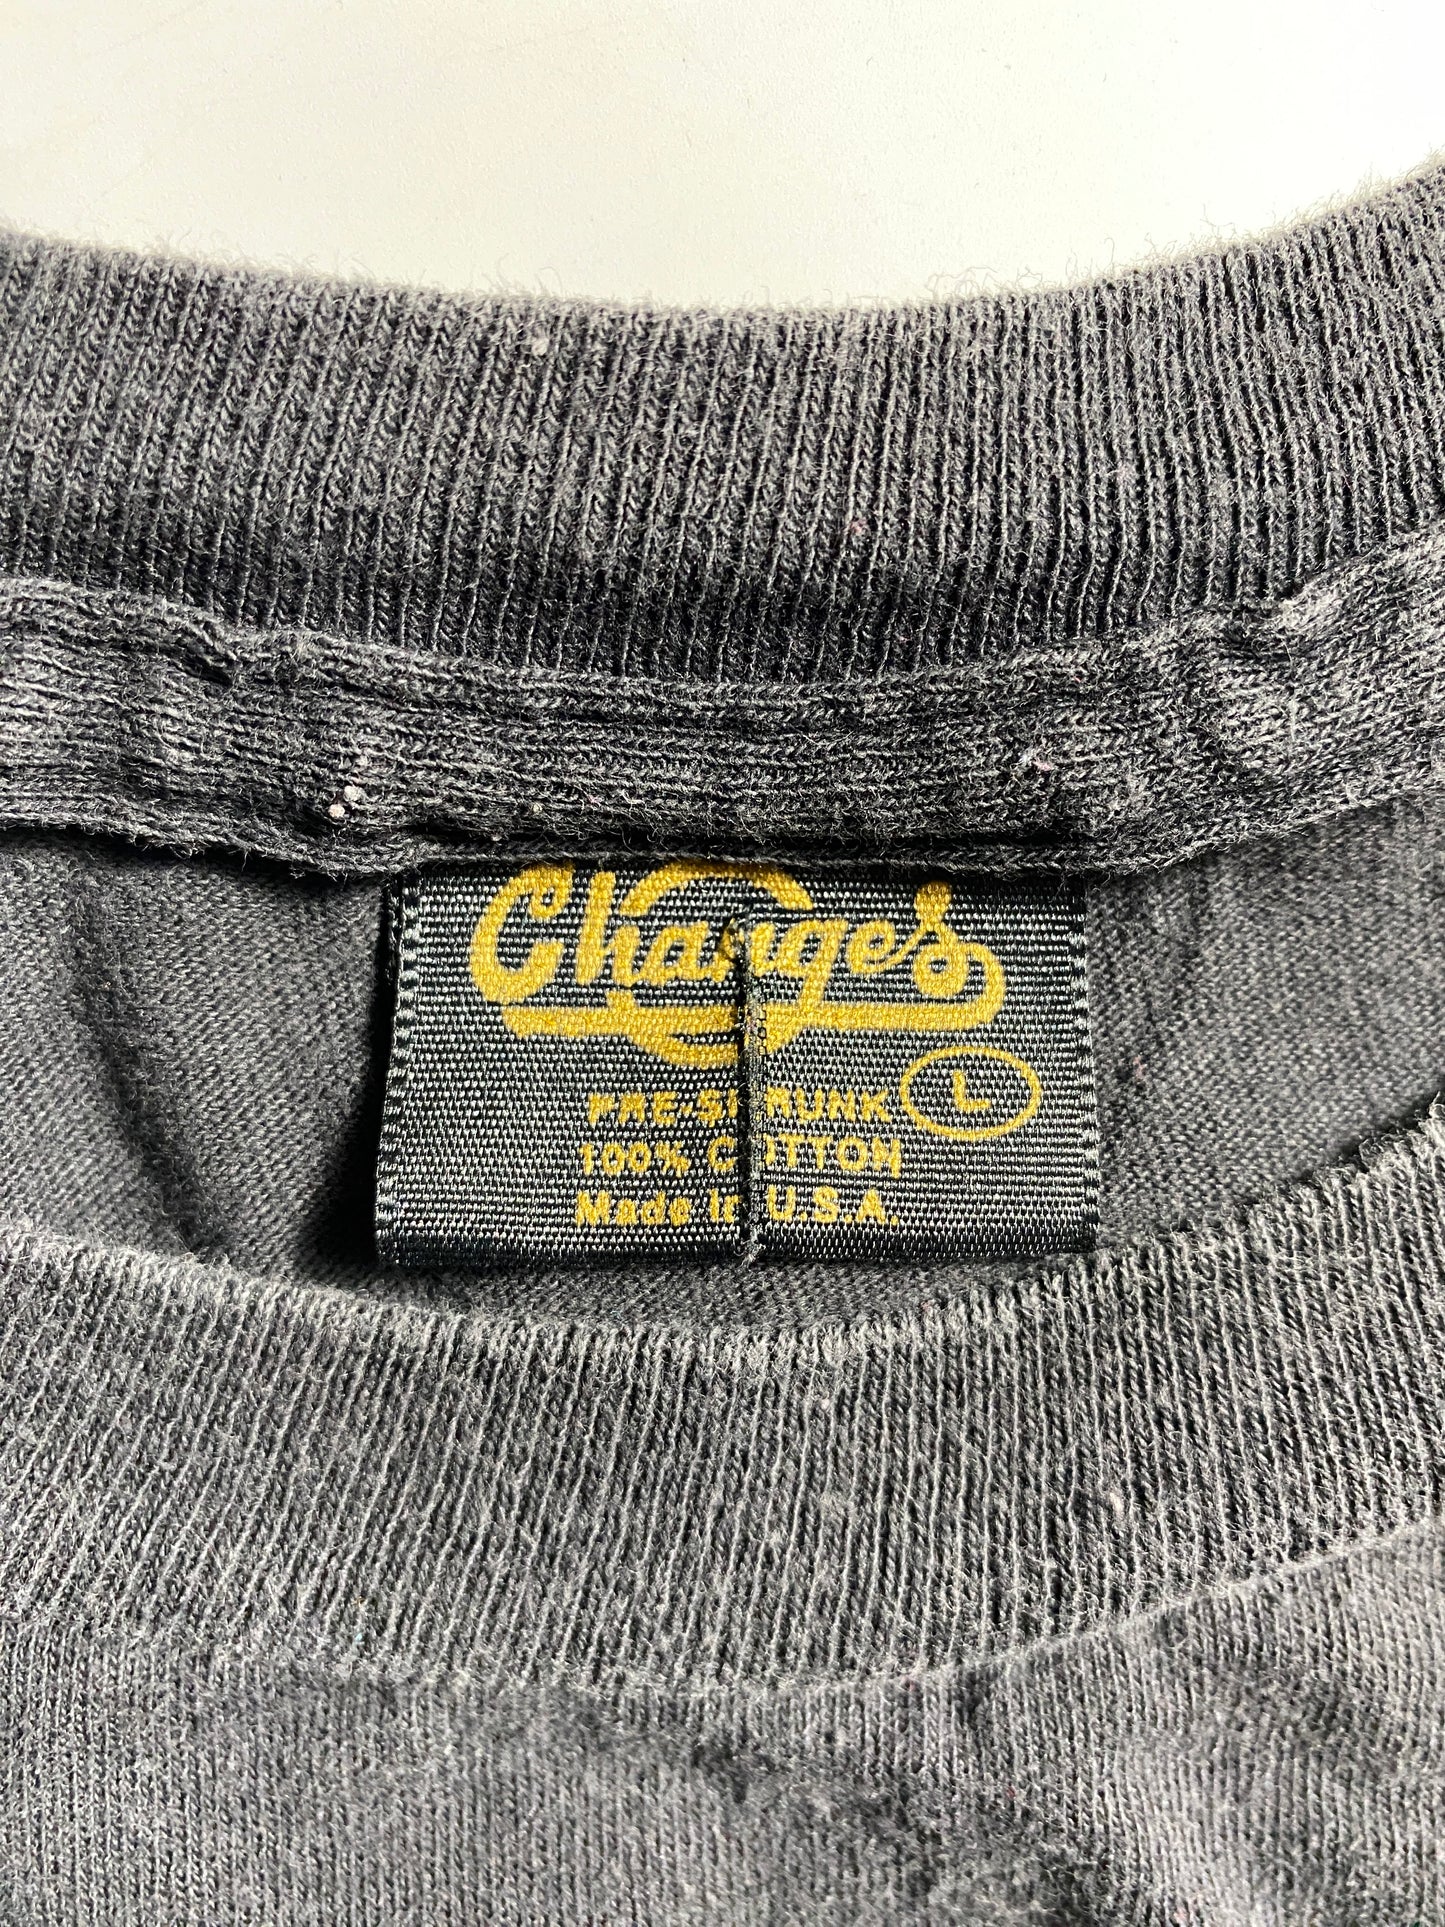 Changes
PRE-SHRUNK L
100% COTTON
Made in U.S.A.